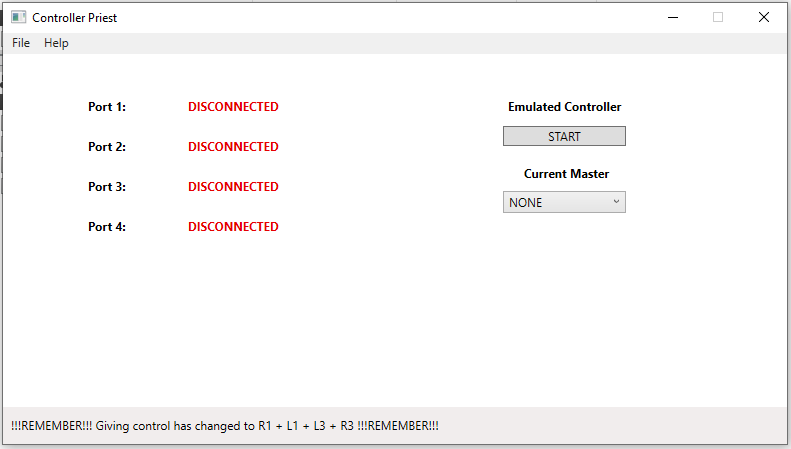 Controller Priest
File Help
Port 1: DISCONNECTED
Port 2: DISCONNECTED
Port 3: DISCONNECTED
Port 4: DISCONNECTED
Emulated Controller
START
Current Master
NONE
!!!REMEMBER!!! Giving control has changed to R1 + L1 + L3 + R3 !!!REMEMBER!!!